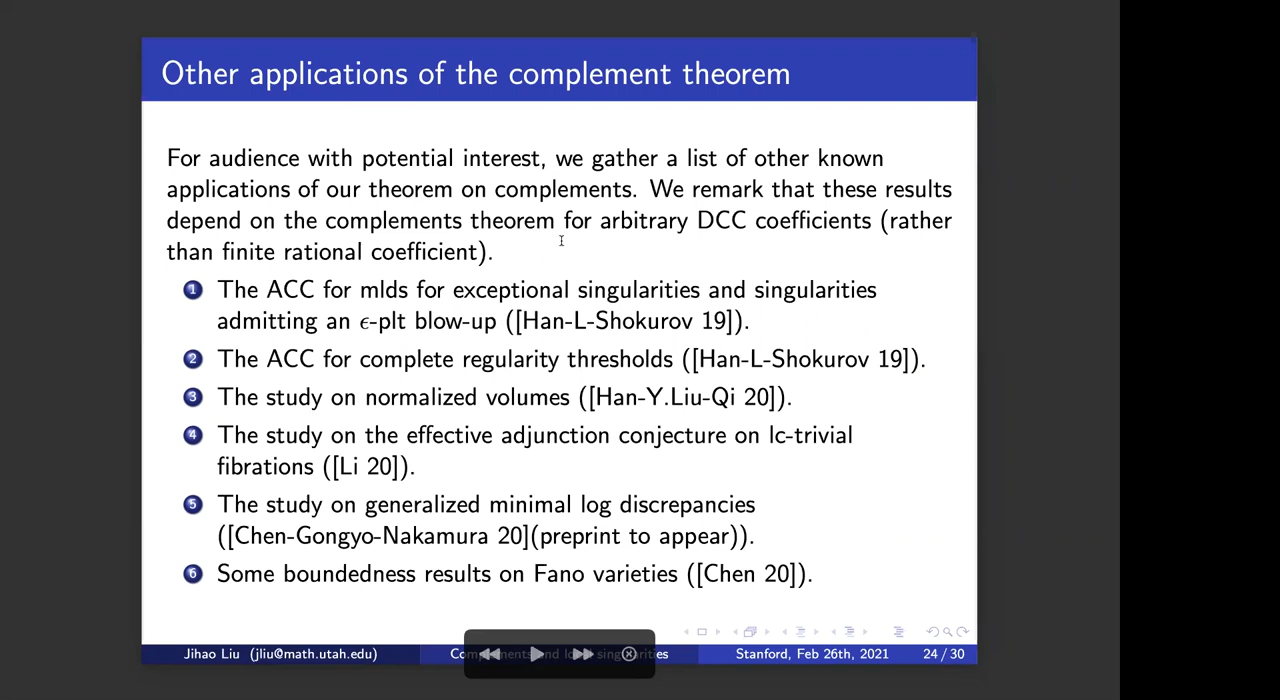 Other applications of the complement theorem
For audience with potential interest, we gather a list of other known
applications of our theorem on complements. We remark that these results
depend on the complements theorem for arbitrary DCC coefficients (rather
than finite rational coefficient).
1 The ACC for mlds for exceptional singularities and singularities
admitting an ϵ-plt blow-up ([Han-L-Shokurov 19]).
2 The ACC for complete regularity thresholds ([Han-L-Shokurov 19]).
3 The study on normalized volumes ([Han-Y.Liu-Qi 20]).
4 The study on the effective adjunction conjecture on lc-trivial
fibrations ([Li 20]).
5 The study on generalized minimal log discrepancies
([Chen-Gongyo-Nakamura 20](preprint to appear)).
6 Some boundedness results on Fano varieties ([Chen 20]).
Jihao Liu (jliu@math.utah.edu)
Stanford, Feb 26th, 2021
24 / 30